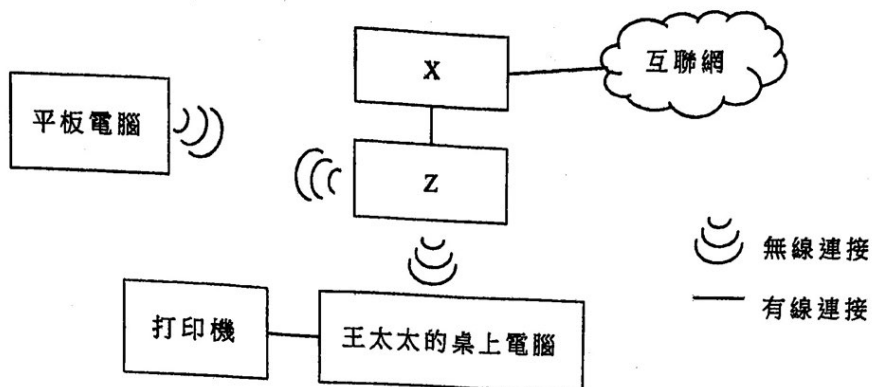 X
互聯網
平板電腦
Z
無線連接
有線連接
打印機
王太太的桌上電腦